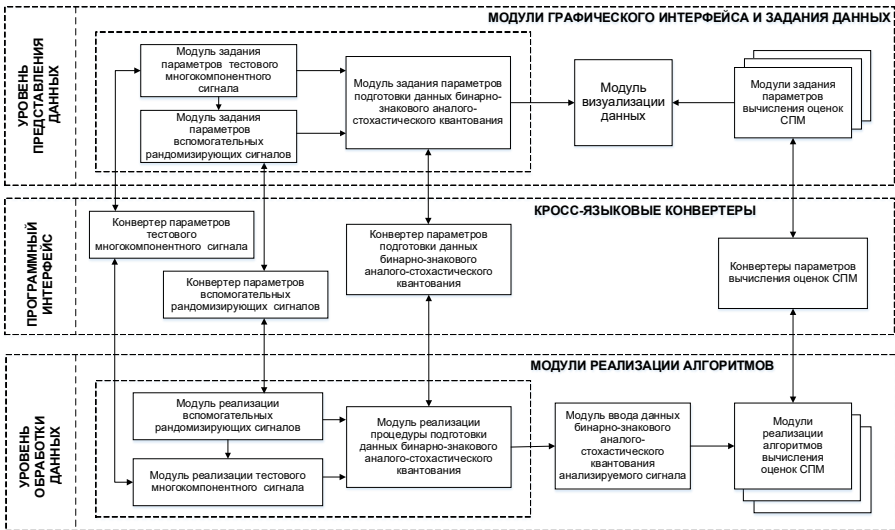 МОДУЛИ ГРАФИЧЕСКОГО ИНТЕРФЕЙСА И ЗАДАНИЯ ДАННЫХ
УРОВЕНЬ
ПРЕДСТАВЛЕНИЯ
ДАННЫХ
Модуль задания
параметров тестового
многокомпонентного
сигнала
Модуль задания
параметров
вспомогательных
рандомизирующих сигналов
Модуль задания параметров
подготовки данных бинарно-
знакового аналого-
стохастического квантования
Модуль
визуализации
данных
Модули задания
параметров
вычисления оценок
СПМ
КРОСС-ЯЗЫКОВЫЕ КОНВЕРТЕРЫ
ПРОГРАММНЫЙ
ИНТЕРФЕЙС
Конвертер параметров
тестового
многокомпонентного сигнала
Конвертер параметров
вспомогательных
рандомизирующих сигналов
Конвертер параметров
подготовки данных
бинарно-знакового
аналого-стохастического
квантования
Конвертеры параметров
вычисления оценок СПМ
МОДУЛИ РЕАЛИЗАЦИИ АЛГОРИТМОВ
УРОВЕНЬ
ОБРАБОТКИ
ДАННЫХ
Модуль реализации
вспомогательных
рандомизирующих сигналов
Модуль реализации тестового
многокомпонентного сигнала
Модуль реализации
процедуры подготовки
данных бинарно-знакового
аналого-стохастического
квантования
Модуль ввода данных
бинарно-знакового
аналого-
стохастического
квантования
анализируемого сигнала
Модули
реализации
алгоритмов
вычисления
оценок СПМ